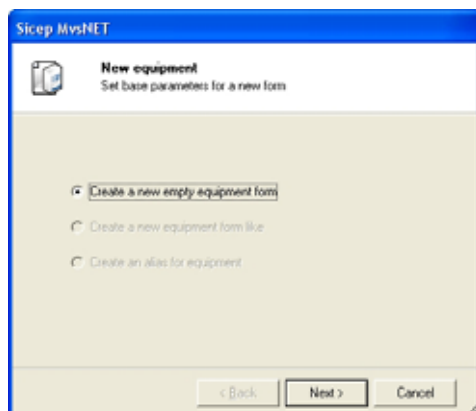 Sicep MvsNET
New equipment
Set base parameters for a new form
Create a new empty equipment form
Create a new equipment form like
Create an alias for equipment
< Back Next > Cancel